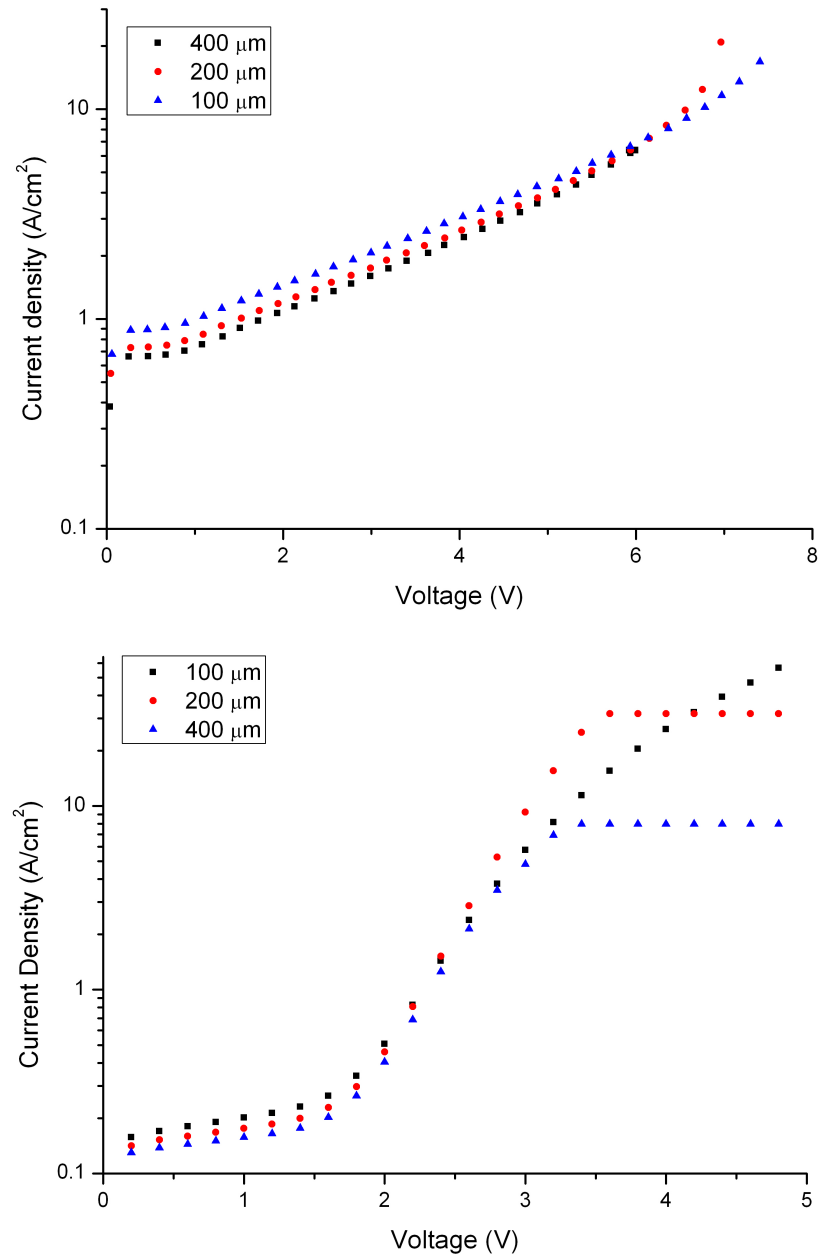 400 μm
200 μm
100 μm
10
1
0.1
Current density (A/cm²)
0 2 4 6 8
Voltage (V)
100 μm
200 μm
400 μm
10
1
0.1
Current Density (A/cm²)
0 1 2 3 4 5
Voltage (V)